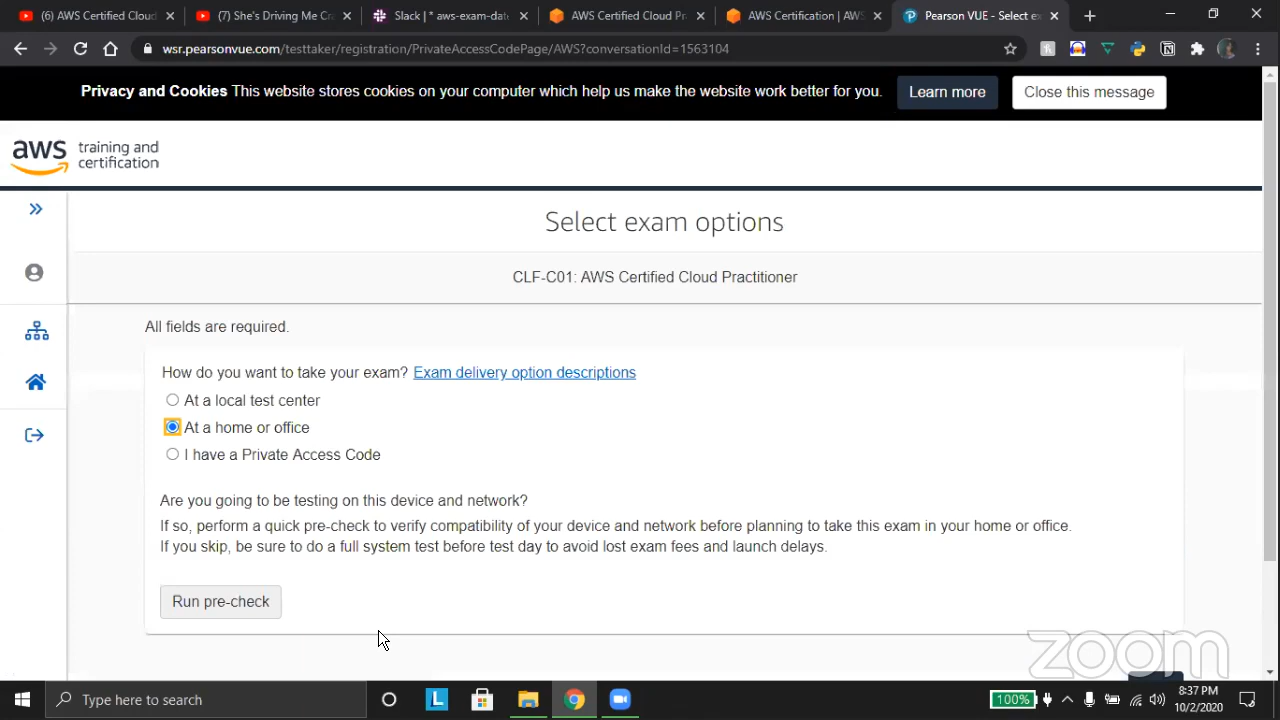 (6) AWS Certified Cloud
(7) She's Driving Me Cra
Slack | * aws-exam-date
AWS Certified Cloud Pr
AWS Certification | AWS
Pearson VUE - Select ex
wsr.pearsonvue.com/testtaker/registration/PrivateAccessCodePage/AWS?conversationId=1563104
Privacy and Cookies This website stores cookies on your computer which help us make the website work better for you.
Learn more
Close this message
aws training and certification
Select exam options
CLF-C01: AWS Certified Cloud Practitioner
All fields are required.
How do you want to take your exam? Exam delivery option descriptions
At a local test center
At a home or office
I have a Private Access Code
Are you going to be testing on this device and network?
If so, perform a quick pre-check to verify compatibility of your device and network before planning to take this exam in your home or office.
If you skip, be sure to do a full system test before test day to avoid lost exam fees and launch delays.
Run pre-check
zoom
Type here to search
L
100%
8:37 PM
10/2/2020